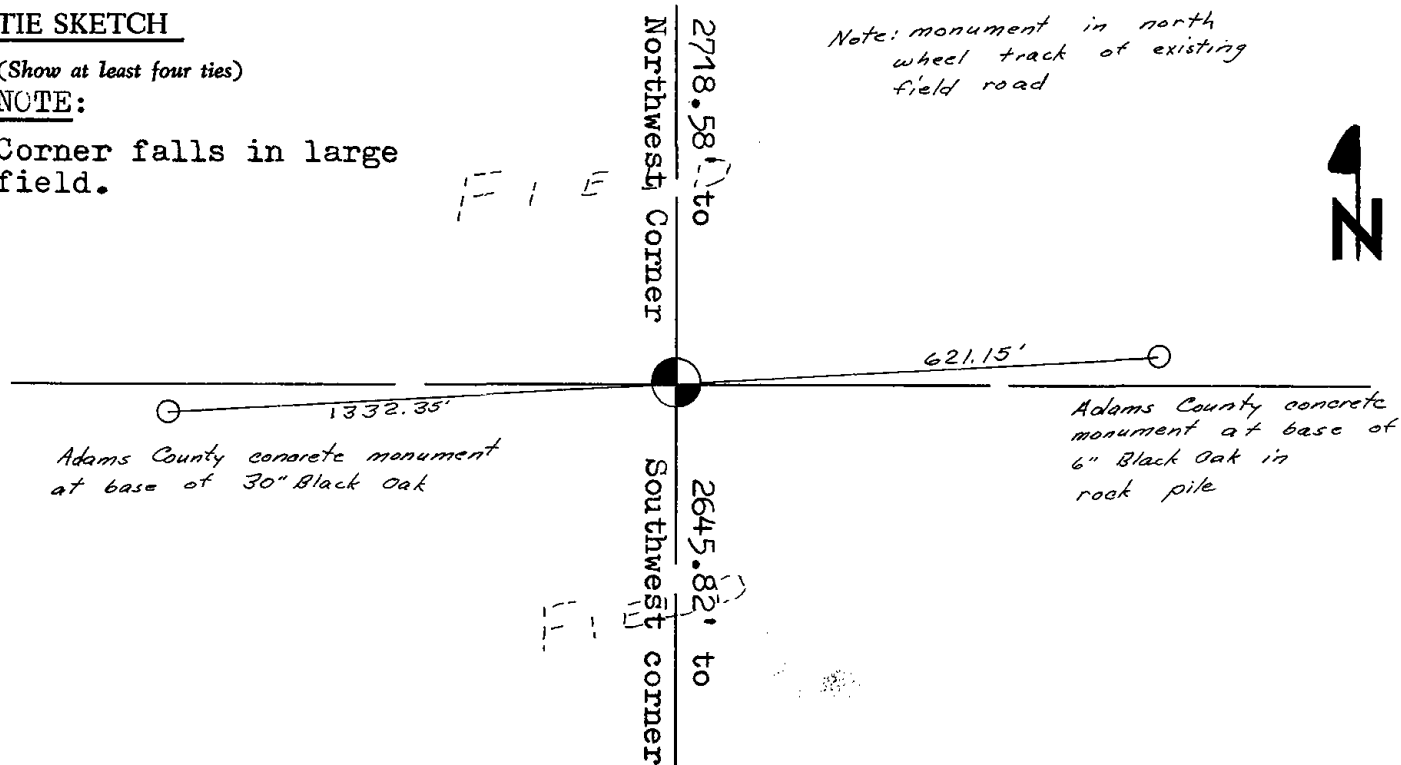 TIE SKETCH
(Show at least four ties)
NOTE:
Corner falls in large
field.
Note: monument in north
wheel track of existing
field road
2718.58' to
Northwest Corner
FIELD
N
621.15'
1332.35'
Adams County concrete monument
at base of 30" Black Oak
Adams County concrete
monument at base of
6" Black Oak in
rock pile
2645.82' to
Southwest corner
FIELD